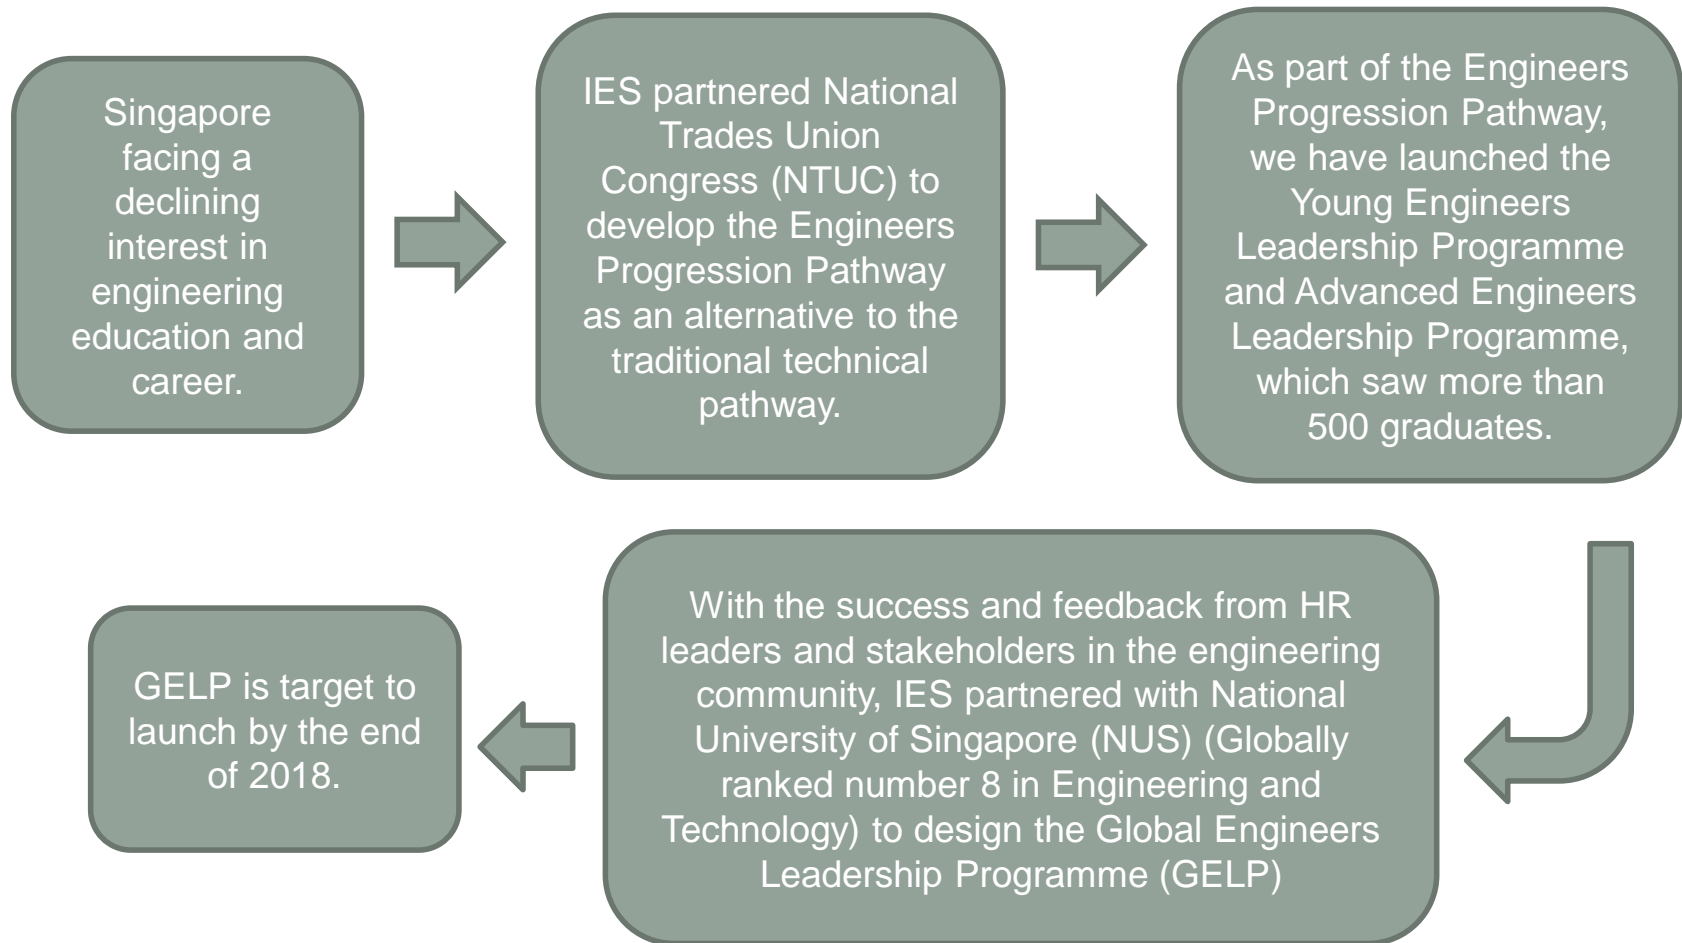 Singapore
facing a
declining
interest in
engineering
education and
career.
IES partnered National
Trades Union
Congress (NTUC) to
develop the Engineers
Progression Pathway
as an alternative to the
traditional technical
pathway.
As part of the Engineers
Progression Pathway,
we have launched the
Young Engineers
Leadership Programme
and Advanced Engineers
Leadership Programme,
which saw more than
500 graduates.
With the success and feedback from HR
leaders and stakeholders in the engineering
community, IES partnered with National
University of Singapore (NUS) (Globally
ranked number 8 in Engineering and
Technology) to design the Global Engineers
Leadership Programme (GELP)
GELP is target to
launch by the end
of 2018.